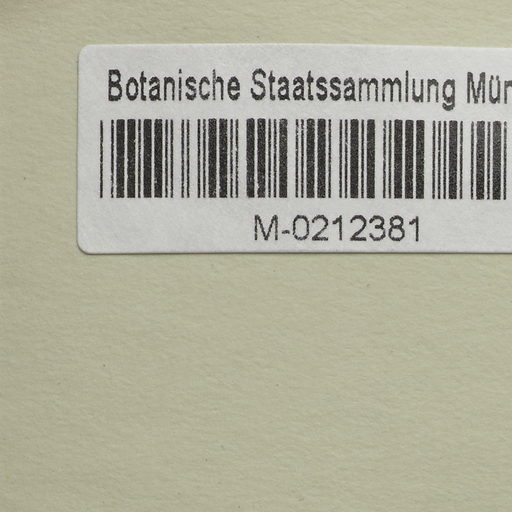 Botanische Staatssammlung Mün
M-0212381